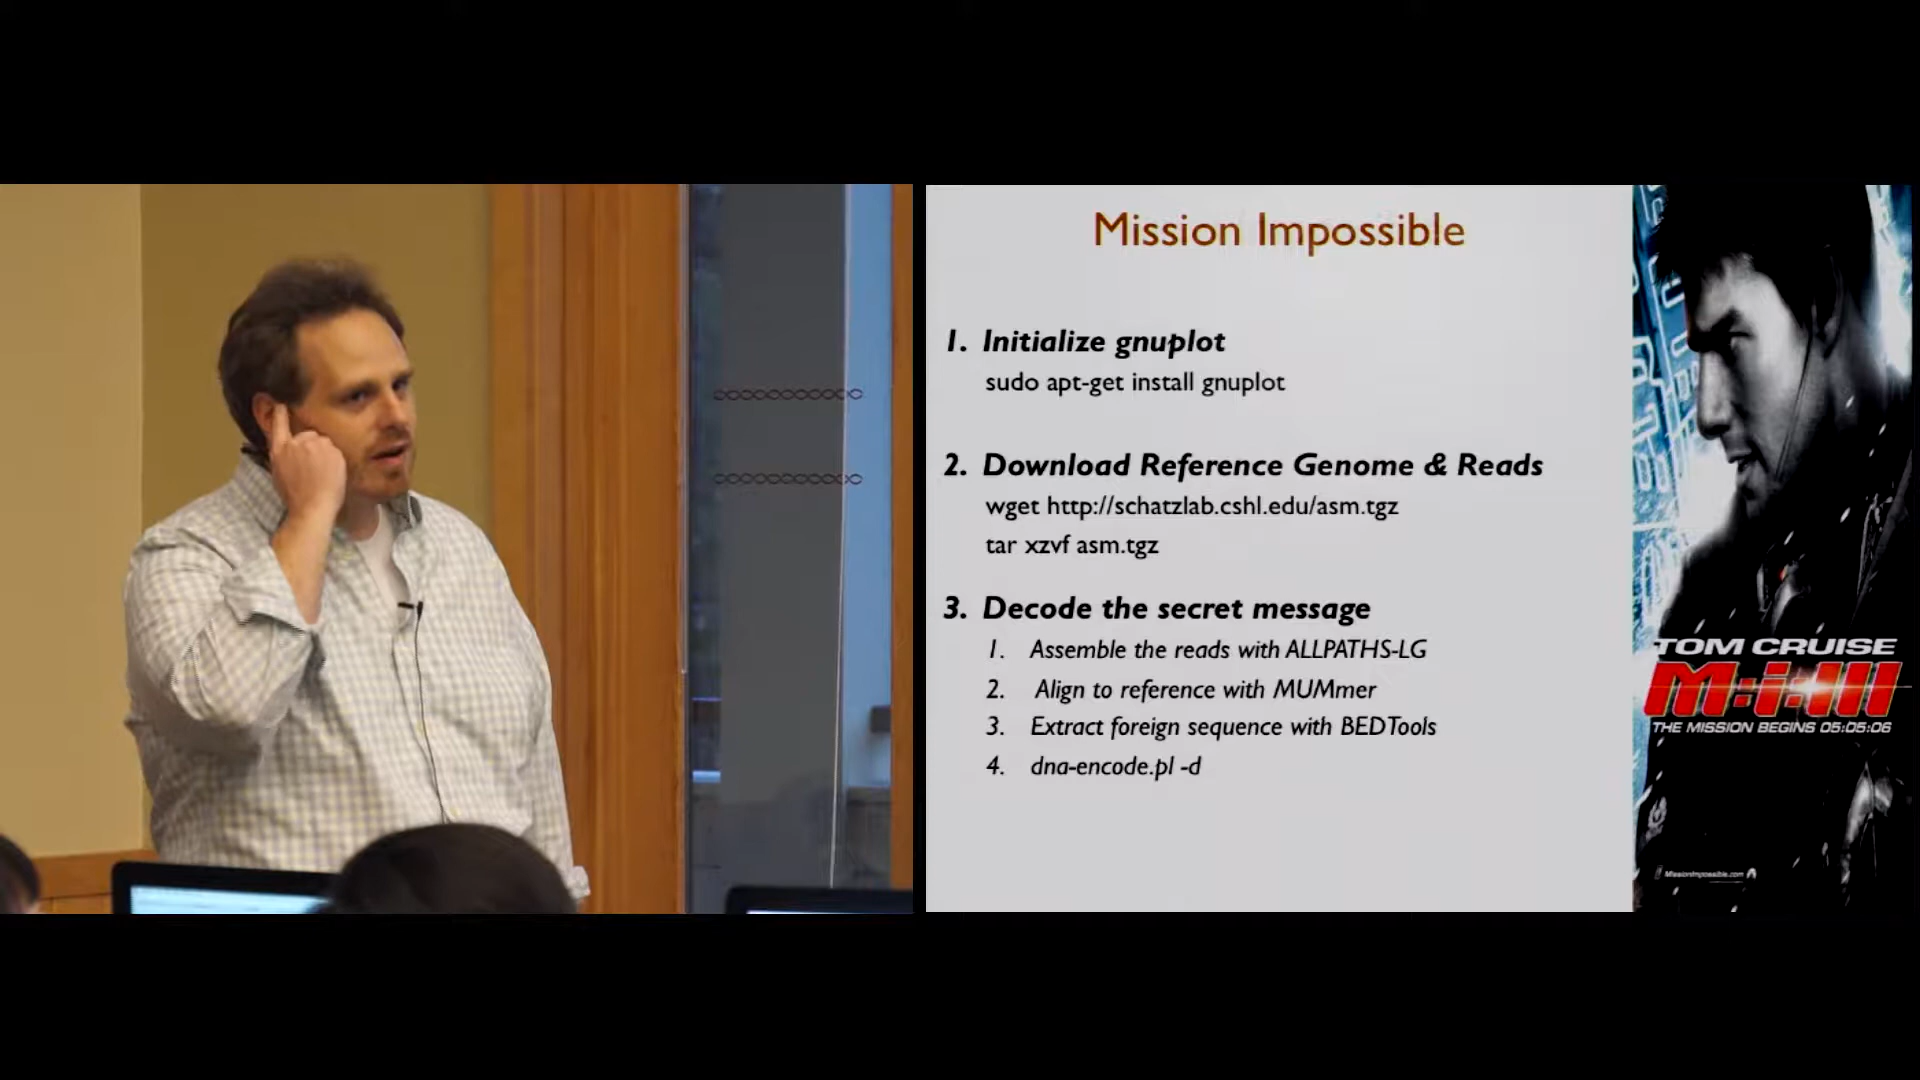 Mission Impossible
1. Initialize gnuplot
sudo apt-get install gnuplot
2. Download Reference Genome & Reads
wget http://schatzlab.cshl.edu/asm.tgz
tar xzvf asm.tgz
3. Decode the secret message
1. Assemble the reads with ALLPATHS-LG
2. Align to reference with MUMmer
3. Extract foreign sequence with BEDTools
4. dna-encode.pl -d
TOM CRUISE
M:i:III
THE MISSION BEGINS 05:05:06
MissionImpossible.com